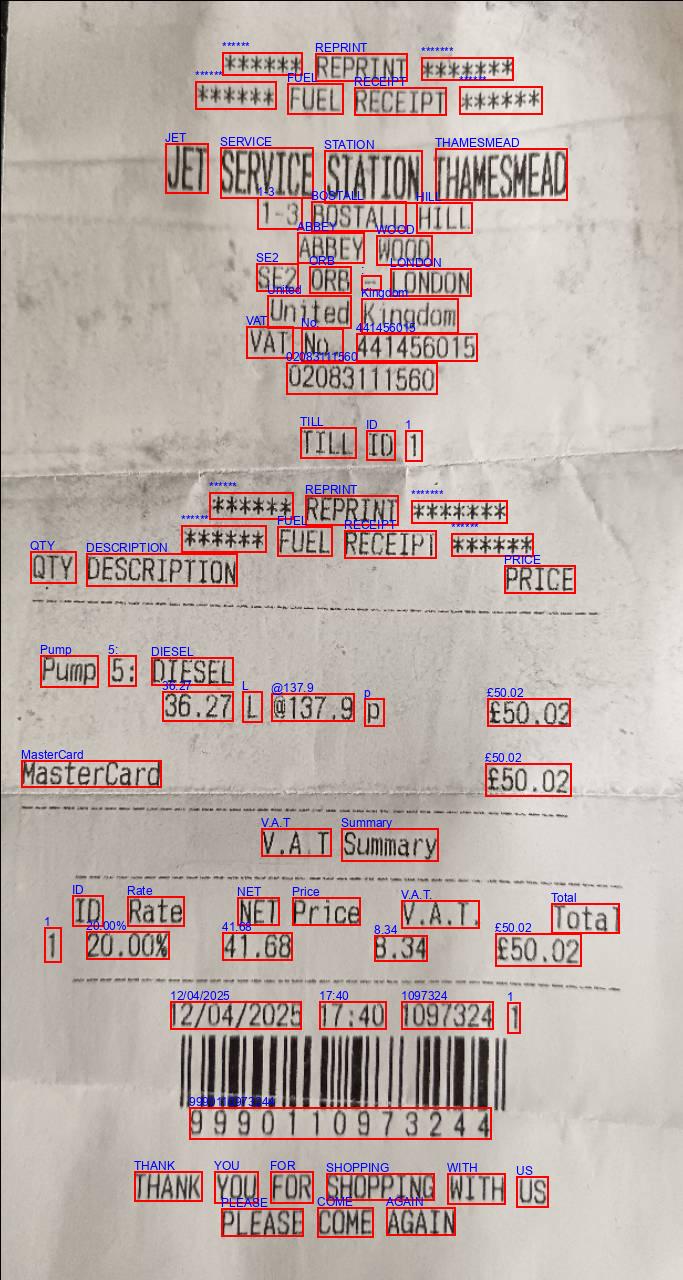 ****** REPRINT *******
****** FUEL RECEIPT ******
JET SERVICE STATION THAMESMEAD
1-3 BOSTALL HILL
ABBEY WOOD
SE2 ORB - LONDON
United Kingdom
VAT No. 441456015
02083111560
TILL ID 1
****** REPRINT *******
****** FUEL RECEIPT ******
QTY DESCRIPTION PRICE
Pump 5: DIESEL
36.27 L @137.9 p £50.02
MasterCard £50.02
V.A.T Summary
ID Rate NET Price V.A.T. Total
1 20.00% 41.68 8.34 £50.02
12/04/2025 17:40 1097324 1
9990110973244
THANK YOU FOR SHOPPING WITH US
PLEASE COME AGAIN